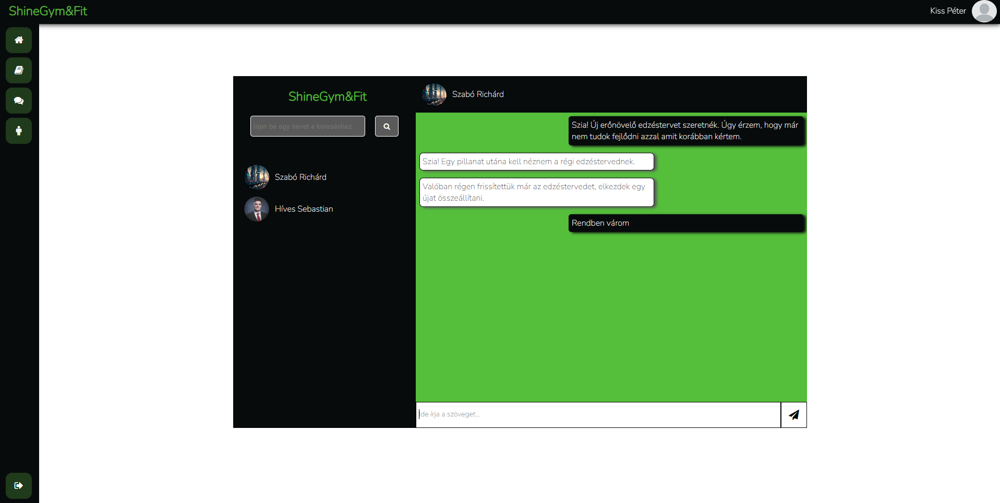 ShineGym&Fit
Kiss Péter
ShineGym&Fit
Írjon be egy nevet a kereséshez
Szabó Richárd
Híves Sebastian
Szabó Richárd
Szia! Új erőnövelő edzéstervet szeretnék. Úgy érzem, hogy már
nem tudok fejlődni azzal amit korábban kértem.
Szia! Egy pillanat utána kell néznem a régi edzéstervednek.
Valóban régen frissítettük már az edzéstervedet, elkezdek egy
újat összeállítani.
Rendben várom
Ide írja a szöveget...